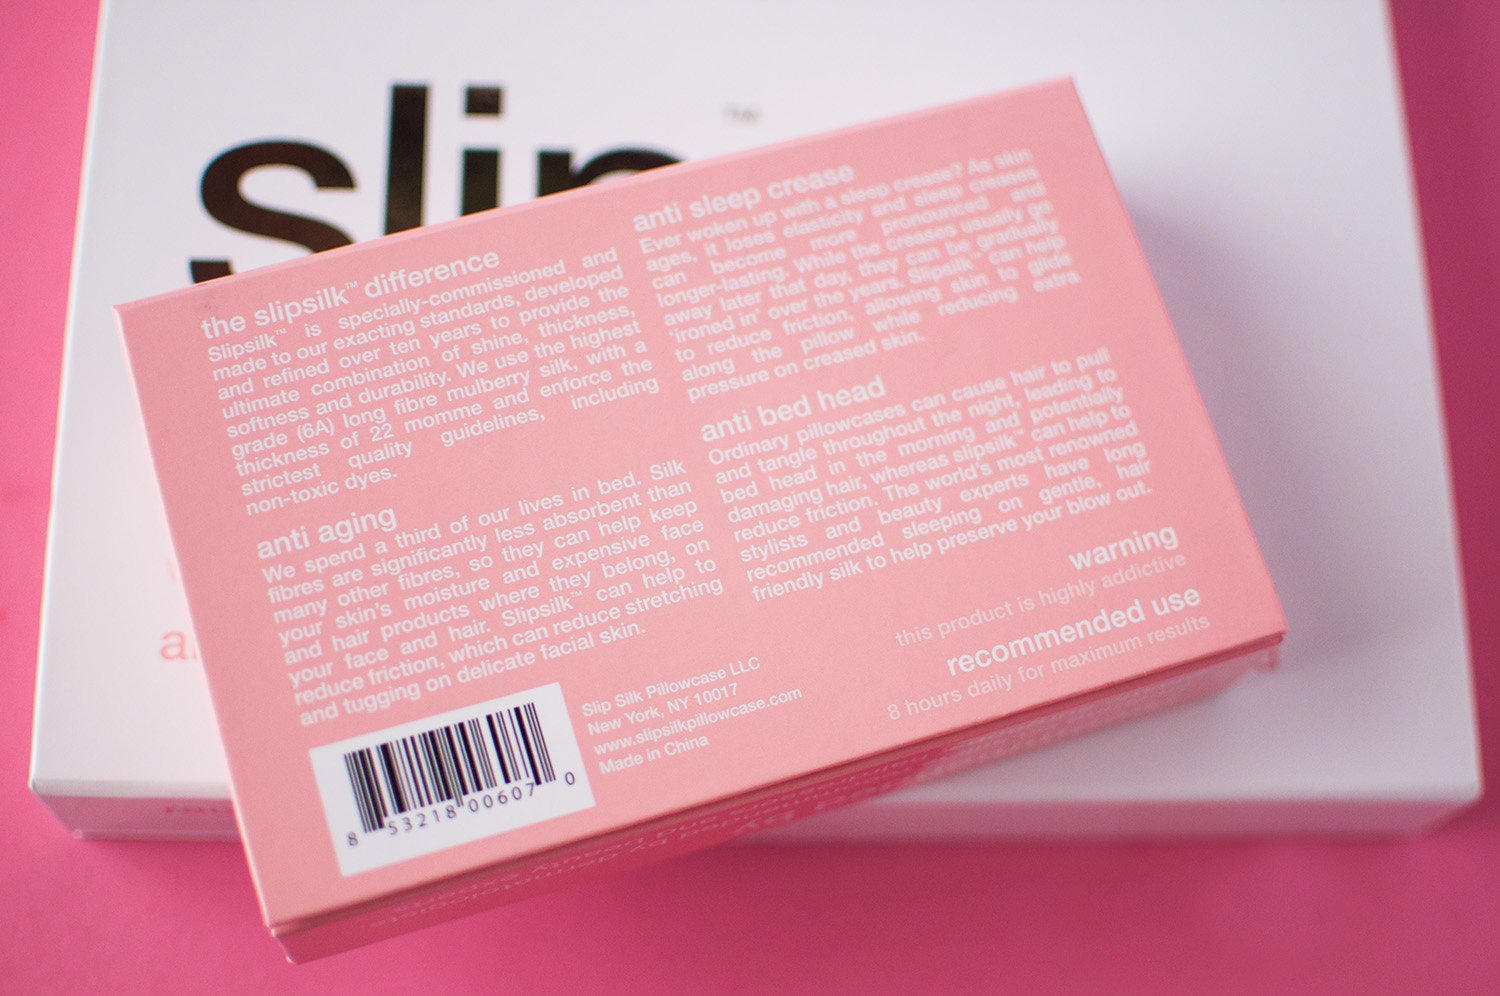 slip
™
the slipsilk™ difference
Slipsilk™ is specially-commissioned and
made to our exacting standards, developed
and refined over ten years to provide the
ultimate combination of shine, thickness,
softness and durability. We use the highest
grade (6A) long fibre mulberry silk, with a
thickness of 22 momme and enforce the
strictest quality guidelines, including
non-toxic dyes.
anti aging
We spend a third of our lives in bed. Silk
fibres are significantly less absorbent than
many other fibres, so they can help keep
your skin's moisture and expensive face
and hair products where they belong, on
your face and hair. Slipsilk™ can help to
reduce friction, which can reduce stretching
and tugging on delicate facial skin.
anti sleep crease
Ever woken up with a sleep crease? As skin
ages, it loses elasticity and sleep creases
can become more pronounced and
longer-lasting. While the creases usually go
away later that day, they can be gradually
'ironed in' over the years. Slipsilk™ can help
to reduce friction, allowing skin to glide
along the pillow while reducing extra
pressure on creased skin.
anti bed head
Ordinary pillowcases can cause hair to pull
and tangle throughout the night, leading to
bed head in the morning and potentially
damaging hair, whereas slipsilk™ can help to
reduce friction. The world's most renowned
stylists and beauty experts have long
recommended sleeping on gentle, hair
friendly silk to help preserve your blow out.
warning
this product is highly addictive
recommended use
8 hours daily for maximum results
Slip Silk Pillowcase LLC
New York, NY 10017
www.slipsilkpillowcase.com
Made in China
8 53218 00607 0